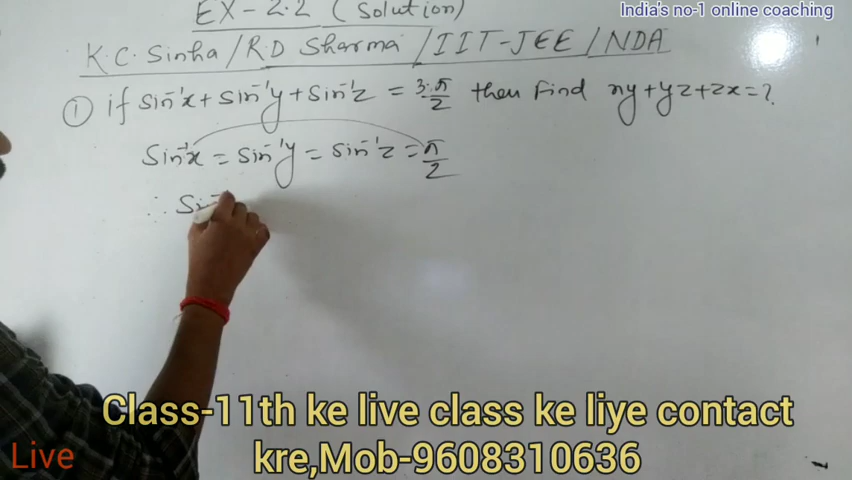 EX-2.2 (Solution)
India's no-1 online coaching
K.C. Sinha/R.D Sharma/IIT-JEE/NDA
① if sin⁻¹x + sin⁻¹y + sin⁻¹z = 3·π/2 then find xy+yz+zx=?
Sin⁻¹x = sin⁻¹y = sin⁻¹z = π/2
∴ Sin
Class-11th ke live class ke liye contact
kre,Mob-9608310636
Live